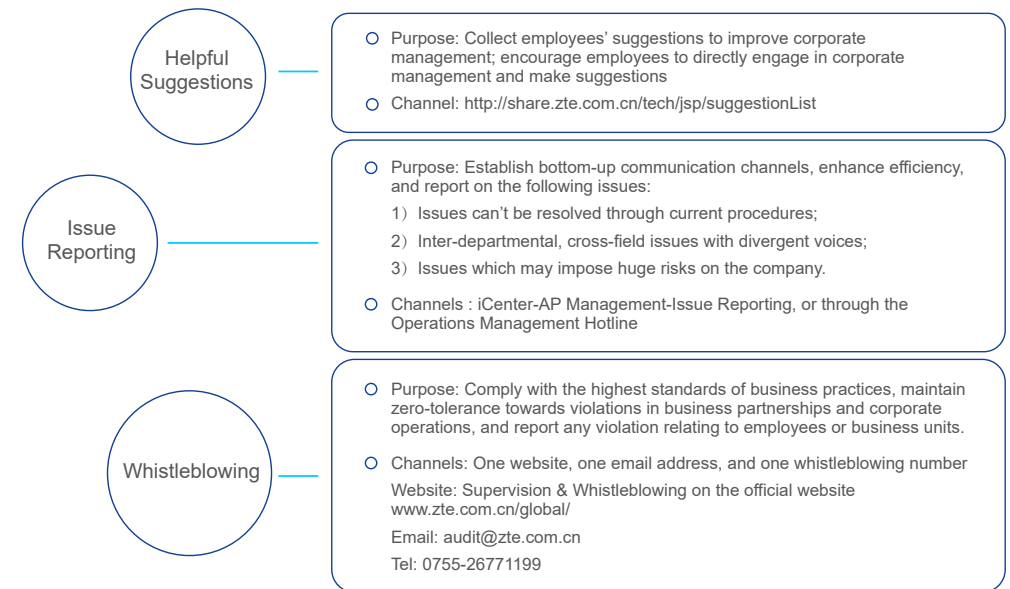 Helpful
Suggestions
Purpose: Collect employees’ suggestions to improve corporate
management; encourage employees to directly engage in corporate
management and make suggestions
Channel: http://share.zte.com.cn/tech/jsp/suggestionList
Issue
Reporting
Purpose: Establish bottom-up communication channels, enhance efficiency,
and report on the following issues:
1）Issues can’t be resolved through current procedures;
2）Inter-departmental, cross-field issues with divergent voices;
3）Issues which may impose huge risks on the company.
Channels : iCenter-AP Management-Issue Reporting, or through the
Operations Management Hotline
Whistleblowing
Purpose: Comply with the highest standards of business practices, maintain
zero-tolerance towards violations in business partnerships and corporate
operations, and report any violation relating to employees or business units.
Channels: One website, one email address, and one whistleblowing number
Website: Supervision & Whistleblowing on the official website
www.zte.com.cn/global/
Email: audit@zte.com.cn
Tel: 0755-26771199